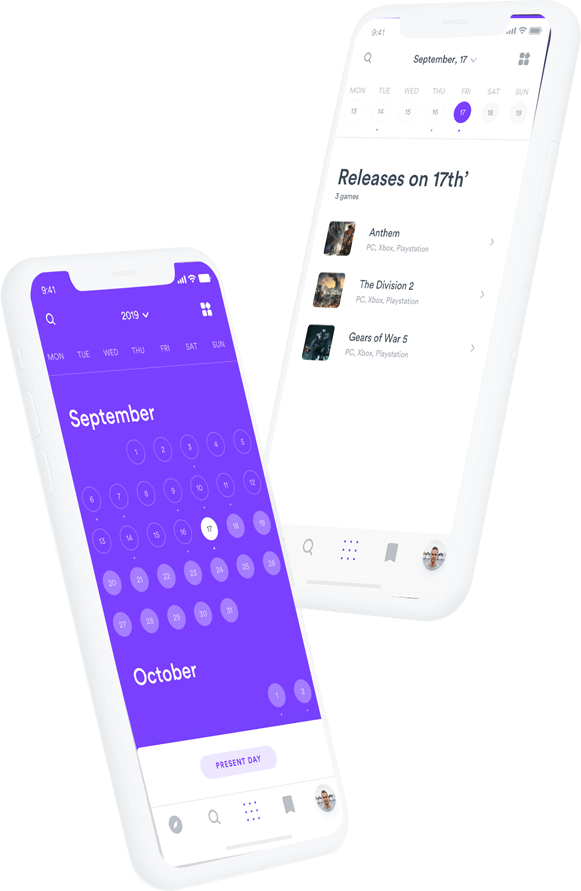 9:41
September, 17
MON TUE WED THU FRI SAT SUN
13 14 15 16 17 18 19
Releases on 17th’
3 games
Anthem
PC, Xbox, Playstation
The Division 2
PC, Xbox, Playstation
Gears of War 5
PC, Xbox, Playstation
9:41
2019
MON TUE WED THU FRI SAT SUN
September
1 2 3 4 5
6 7 8 9 10 11 12
13 14 15 16 17 18 19
20 21 22 23 24 25 26
27 28 29 30 31
October
1 2
PRESENT DAY